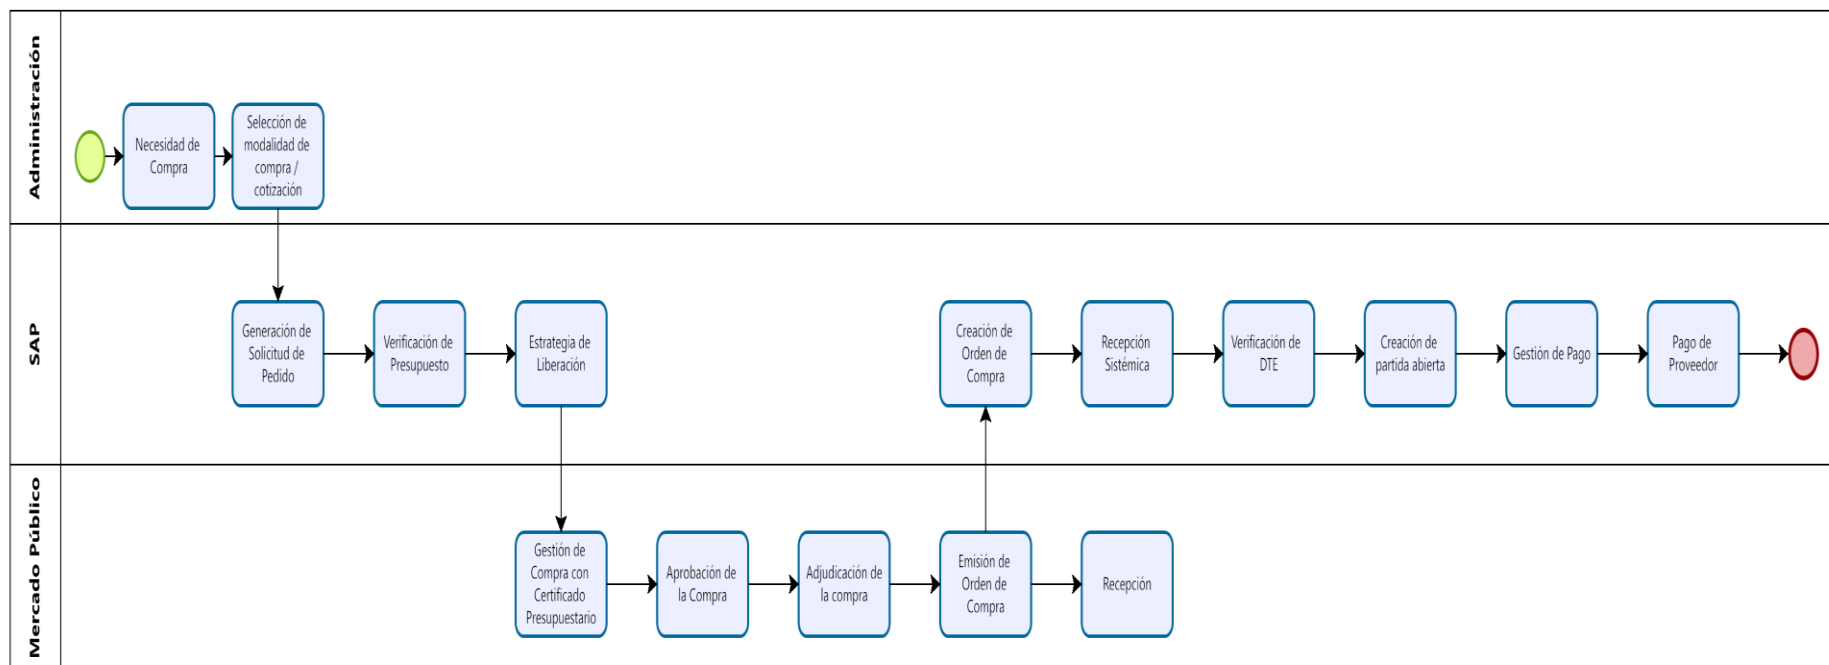 Administración
Necesidad de
Compra
Selección de
modalidad de
compra /
cotización
SAP
Generación de
Solicitud de
Pedido
Verificación de
Presupuesto
Estrategia de
Liberación
Creación de
Orden de
Compra
Recepción
Sistémica
Verificación de
DTE
Creación de
partida abierta
Gestión de Pago
Pago de
Proveedor
Mercado Público
Gestión de
Compra con
Certificado
Presupuestario
Aprobación de
la Compra
Adjudicación de
la compra
Emisión de
Orden de
Compra
Recepción